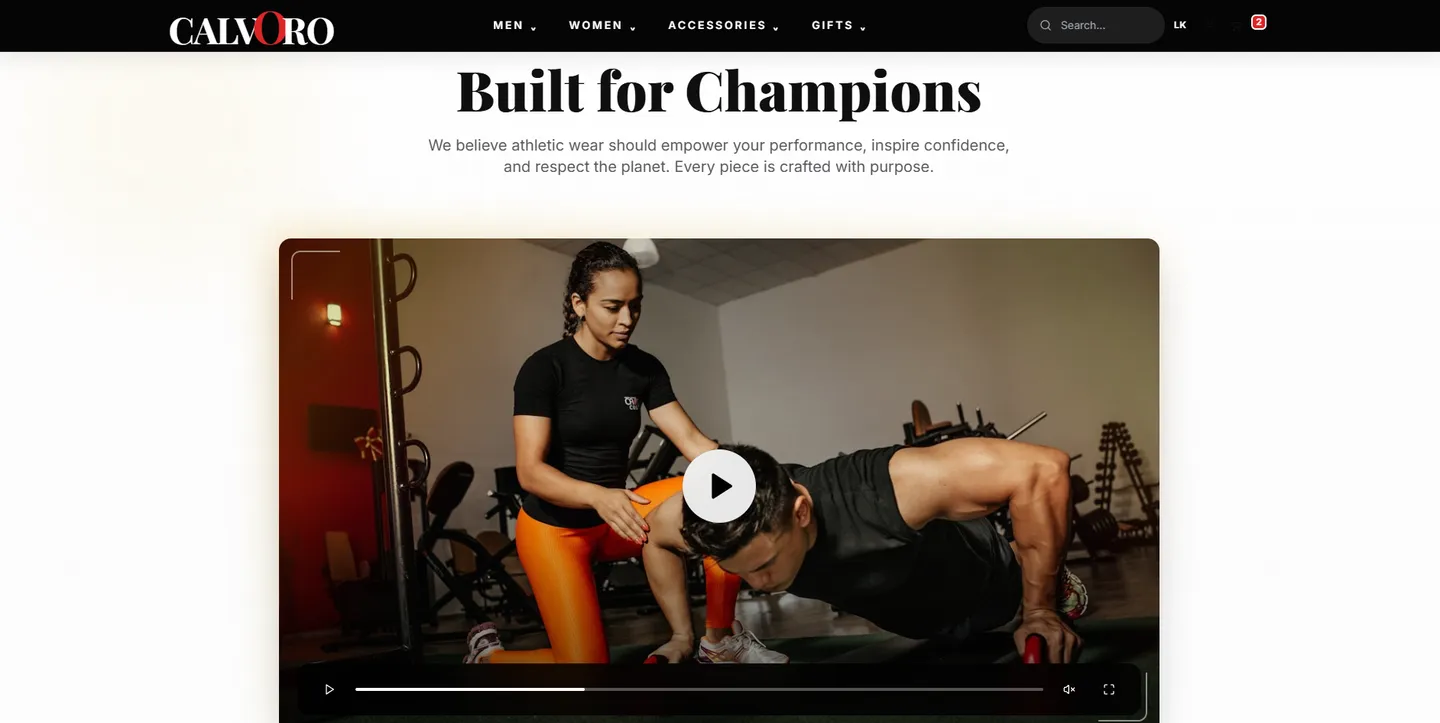 CALVORO
MEN
WOMEN
ACCESSORIES
GIFTS
Search...
LK
2
Built for Champions
We believe athletic wear should empower your performance, inspire confidence,
and respect the planet. Every piece is crafted with purpose.